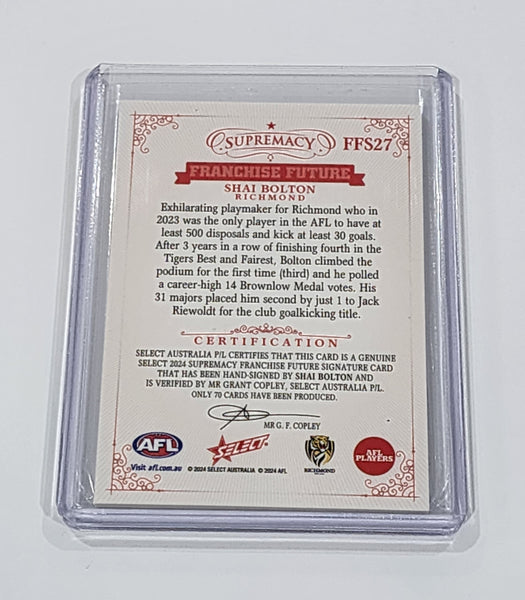 SUPREMACY FFS27
FRANCHISE FUTURE
SHAI BOLTON
RICHMOND
Exhilarating playmaker for Richmond who in
2023 was the only player in the AFL to have at
least 500 disposals and kick at least 30 goals.
After 3 years in a row of finishing fourth in the
Tigers Best and Fairest, Bolton climbed the
podium for the first time (third) and he polled
a career-high 14 Brownlow Medal votes. His
31 majors placed him second by just 1 to Jack
Riewoldt for the club goalkicking title.
CERTIFICATION
SELECT AUSTRALIA P/L CERTIFIES THAT THIS CARD IS A GENUINE
SELECT 2024 SUPREMACY FRANCHISE FUTURE SIGNATURE CARD
THAT HAS BEEN HAND-SIGNED BY SHAI BOLTON AND
IS VERIFIED BY MR GRANT COPLEY, SELECT AUSTRALIA P/L.
ONLY 70 CARDS HAVE BEEN PRODUCED.
MR G. F. COPLEY
AFL SELECT RICHMOND AFL
PLAYERS
Visit afl.com.au © 2024 SELECT AUSTRALIA © 2024 AFL